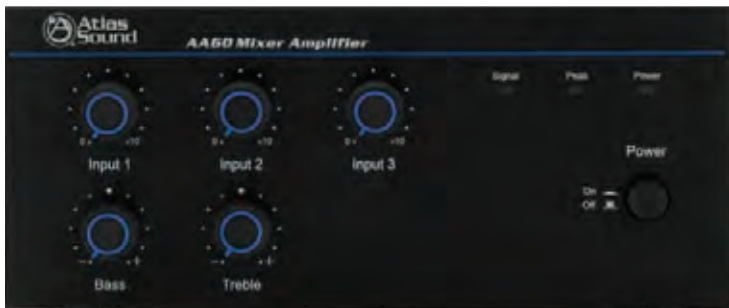 Atlas
Sound
AA60 Mixer Amplifier
Signal Peak Power
0 +10 0 +10 0 +10
Input 1 Input 2 Input 3
Power
On
Off
- + - +
Bass Treble